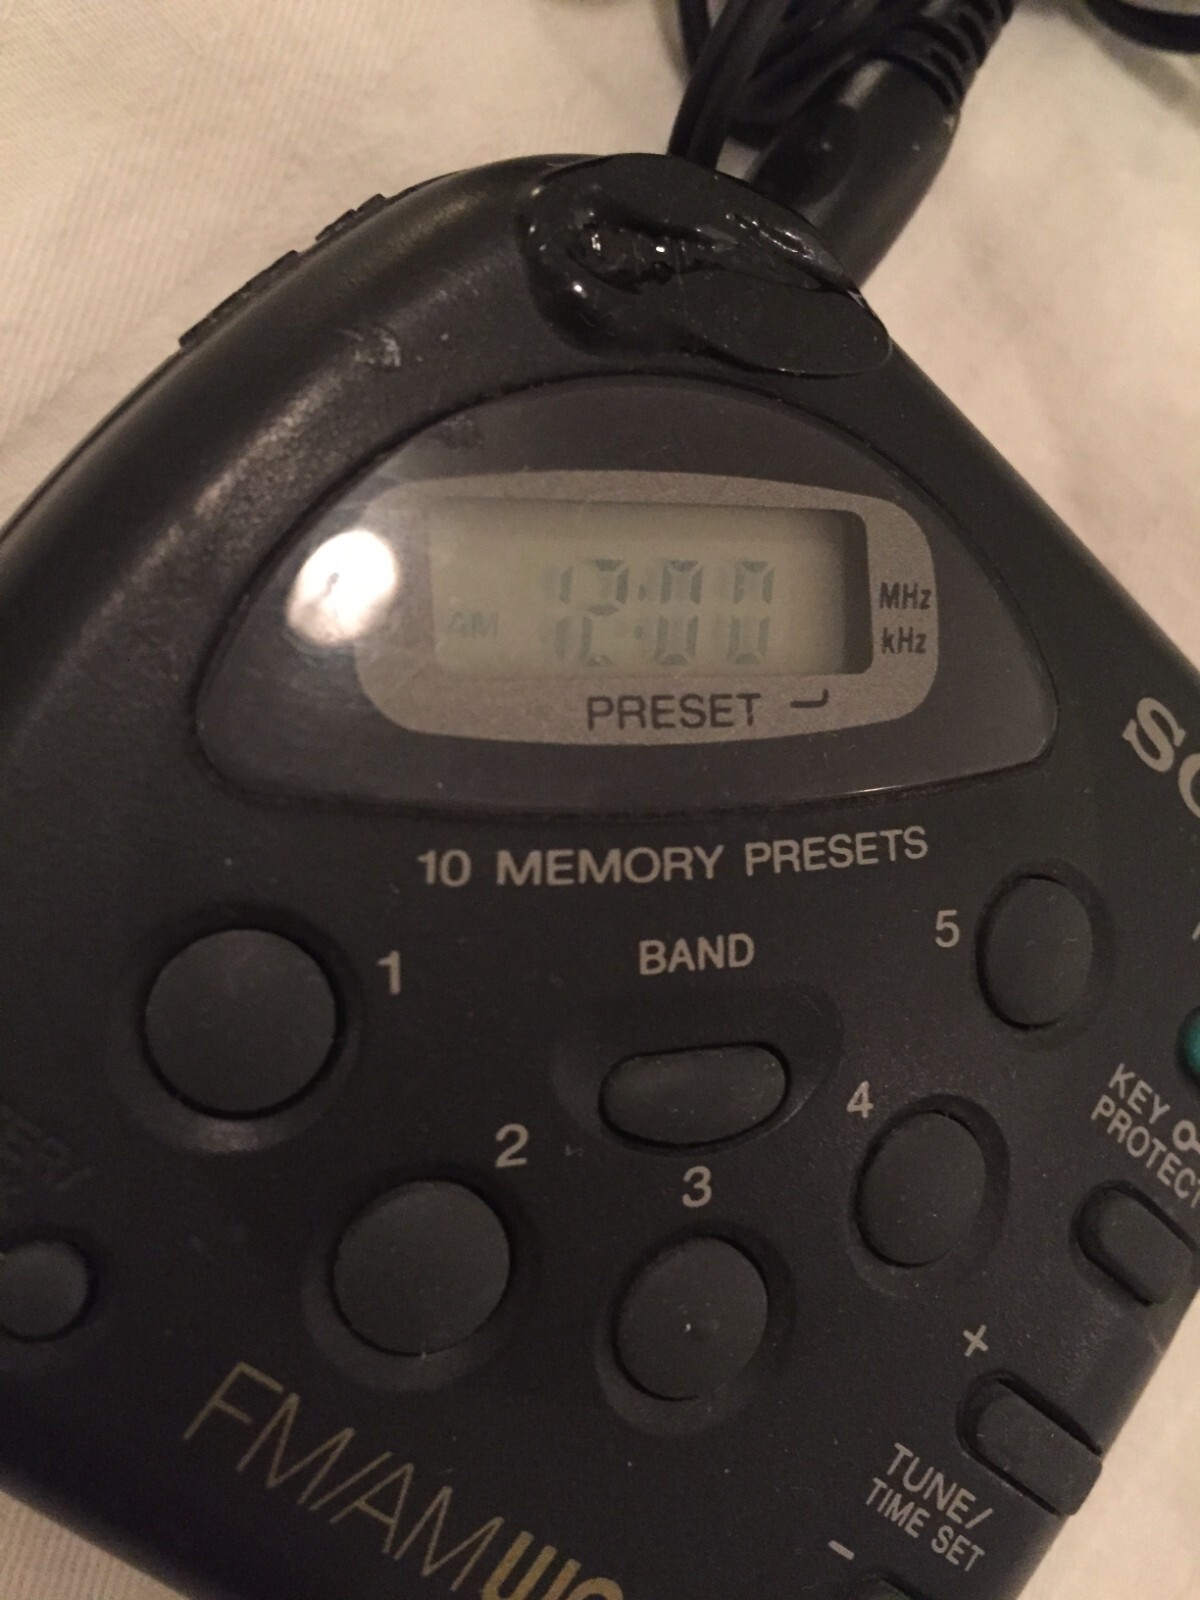 AM 12:00
MHz
kHz
PRESET
10 MEMORY PRESETS
BAND
1
2
3
4
5
KEY
PROTECT
+
TUNE/
TIME SET
-
FM/AM